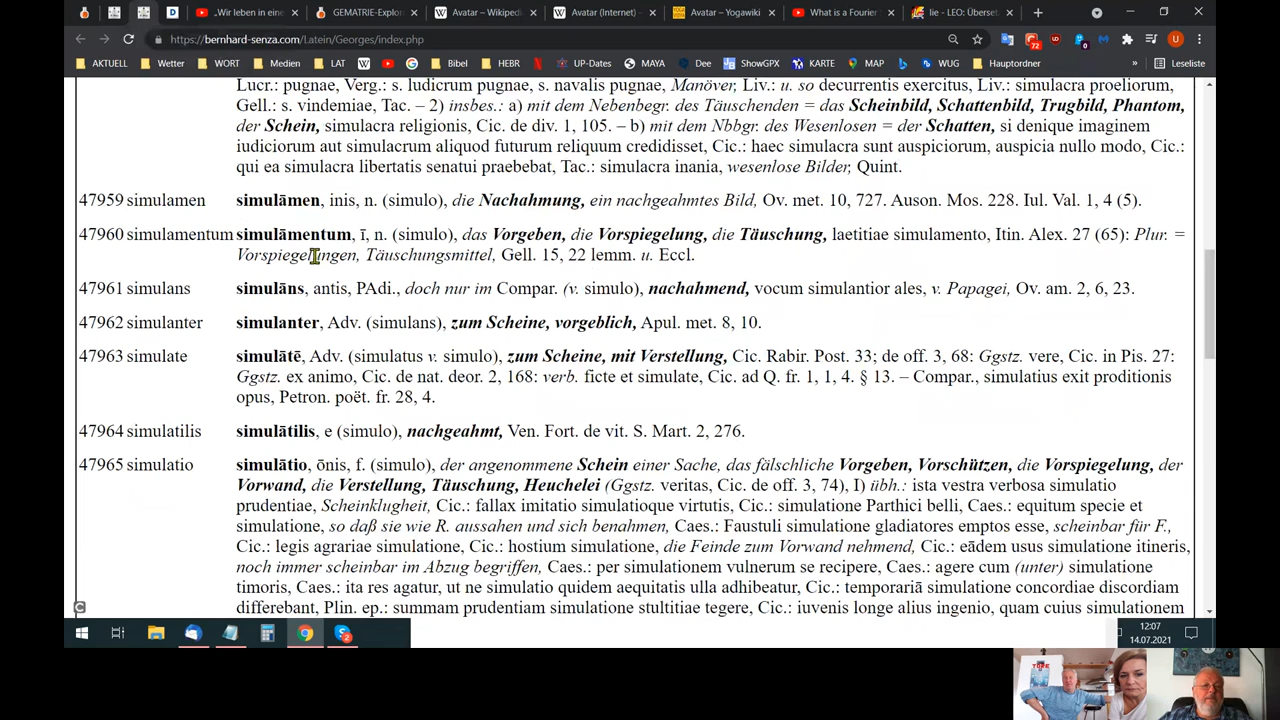 „Wir leben in eine
GEMATRIE-Explor
Avatar – Wikipedi
Avatar (Internet) –
Avatar – Yogawiki
What is a Fourier
lie - LEO: Überset
https://bernhard-senza.com/Latein/Georges/index.php
AKTUELL Wetter WORT Medien LAT Bibel HEBR UP-Dates MAYA Dee ShowGPX KARTE MAP WUG Hauptordner Leseliste
Lucr.: pugnae, Verg.: s. ludicrum pugnae, s. navalis pugnae, Manöver, Liv.: u. so decurrentis exercitus, Liv.: simulacra proeliorum,
Gell.: s. vindemiae, Tac. – 2) insbes.: a) mit dem Nebenbegr. des Täuschenden = das Scheinbild, Schattenbild, Trugbild, Phantom,
der Schein, simulacra religionis, Cic. de div. 1, 105. – b) mit dem Nbbgr. des Wesenlosen = der Schatten, si denique imaginem
iudiciorum aut simulacrum aliquod futurum reliquum credidisset, Cic.: haec simulacra sunt auspiciorum, auspicia nullo modo, Cic.:
qui ea simulacra libertatis senatui praebebat, Tac.: simulacra inania, wesenlose Bilder, Quint.
47959 simulamen simulāmen, inis, n. (simulo), die Nachahmung, ein nachgeahmtes Bild, Ov. met. 10, 727. Auson. Mos. 228. Iul. Val. 1, 4 (5).
47960 simulamentum simulāmentum, ī, n. (simulo), das Vorgeben, die Vorspiegelung, die Täuschung, laetitiae simulamento, Itin. Alex. 27 (65): Plur. =
Vorspiegelungen, Täuschungsmittel, Gell. 15, 22 lemm. u. Eccl.
47961 simulans simulāns, antis, PAdi., doch nur im Compar. (v. simulo), nachahmend, vocum simulantior ales, v. Papagei, Ov. am. 2, 6, 23.
47962 simulanter simulanter, Adv. (simulans), zum Scheine, vorgeblich, Apul. met. 8, 10.
47963 simulate simulātē, Adv. (simulatus v. simulo), zum Scheine, mit Verstellung, Cic. Rabir. Post. 33; de off. 3, 68: Ggstz. vere, Cic. in Pis. 27:
Ggstz. ex animo, Cic. de nat. deor. 2, 168: verb. ficte et simulate, Cic. ad Q. fr. 1, 1, 4. § 13. – Compar., simulatius exit proditionis
opus, Petron. poët. fr. 28, 4.
47964 simulatilis simulātilis, e (simulo), nachgeahmt, Ven. Fort. de vit. S. Mart. 2, 276.
47965 simulatio simulātio, ōnis, f. (simulo), der angenommene Schein einer Sache, das fälschliche Vorgeben, Vorschützen, die Vorspiegelung, der
Vorwand, die Verstellung, Täuschung, Heuchelei (Ggstz. veritas, Cic. de off. 3, 74), I) übh.: ista vestra verbosa simulatio
prudentiae, Scheinklugheit, Cic.: fallax imitatio simulatioque virtutis, Cic.: simulatione Parthici belli, Caes.: equitum specie et
simulatione, so daß sie wie R. aussahen und sich benahmen, Caes.: Faustuli simulatione gladiatores emptos esse, scheinbar für F.,
Cic.: legis agrariae simulatione, Cic.: hostium simulatione, die Feinde zum Vorwand nehmend, Cic.: eādem usus simulatione itineris,
noch immer scheinbar im Abzug begriffen, Caes.: per simulationem vulnerum se recipere, Caes.: agere cum (unter) simulatione
timoris, Caes.: ita res agatur, ut ne simulatio quidem aequitatis ulla adhibeatur, Cic.: temporariā simulatione concordiae discordiam
differebant, Plin. ep.: summam prudentiam simulatione stultitiae tegere, Cic.: iuvenis longe alius ingenio, quam cuius simulationem
12:07
14.07.2021